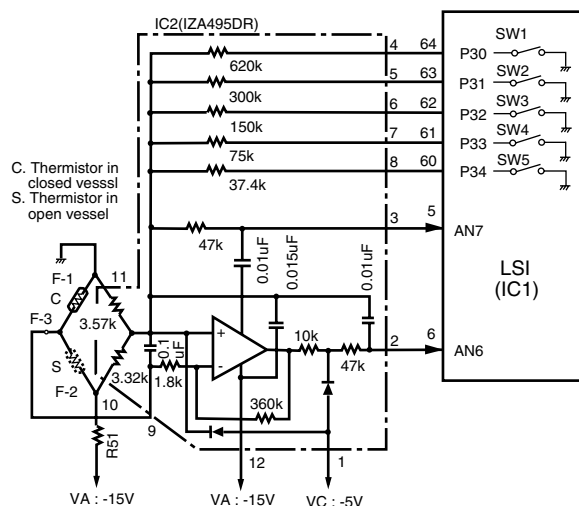 IC2(IZA495DR)
4 64
620k
P30
SW1
5 63
300k
P31
SW2
6 62
150k
P32
SW3
7 61
75k
P33
SW4
8 60
37.4k
P34
SW5
C. Thermistor in
closed vesssl
S. Thermistor in
open vessel
3 5
47k
AN7
0.01uF
0.015uF
0.01uF
LSI
(IC1)
F-1
C
11
F-3
3.57k
S
3.32k
F-2
10
0.1
uF
1.8k
+
-
10k
47k
2 6
AN6
360k
9
R51
12
1
VA : -15V
VA : -15V
VC : -5V